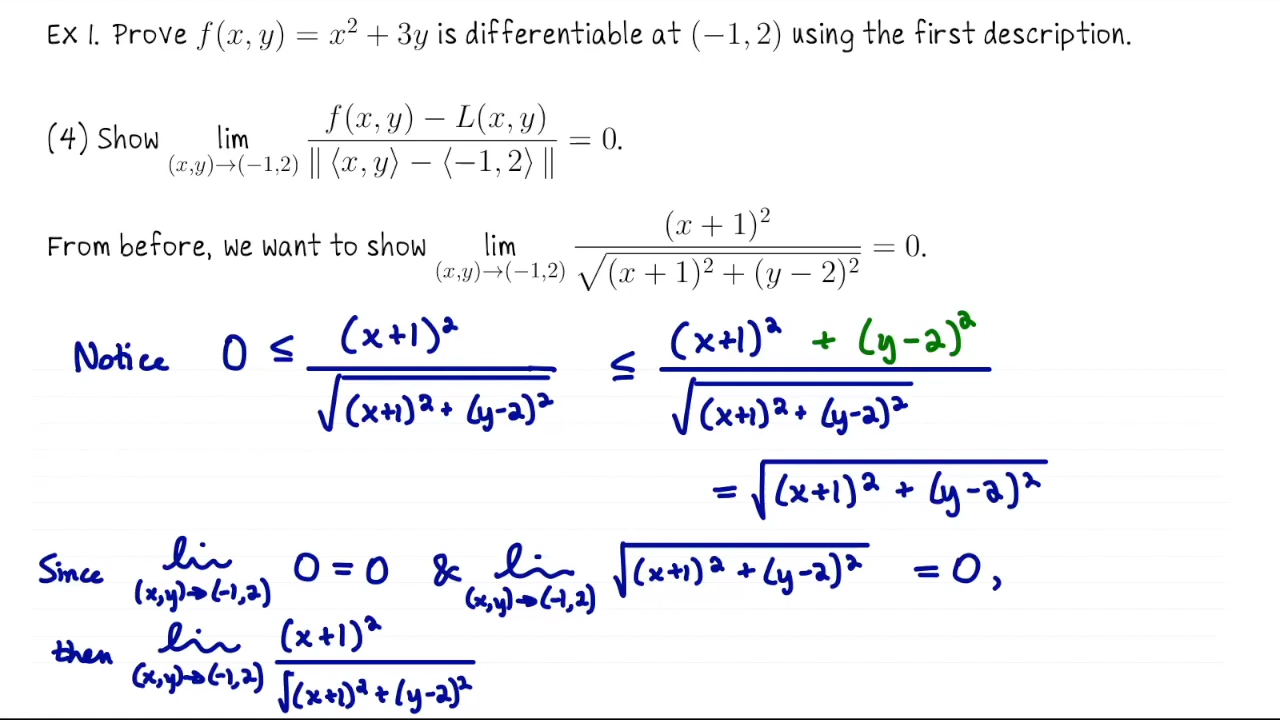 EX 1. Prove f(x, y) = x² + 3y is differentiable at (−1, 2) using the first description.
(4) Show lim_{(x,y)→(−1,2)} (f(x, y) − L(x, y)) / (‖ ⟨x, y⟩ − ⟨−1, 2⟩ ‖) = 0.
From before, we want to show lim_{(x,y)→(−1,2)} (x + 1)² / √((x + 1)² + (y − 2)²) = 0.
Notice 0 ≤ (x+1)² / √((x+1)² + (y-2)²) ≤ ((x+1)² + (y-2)²) / √((x+1)² + (y-2)²)
= √((x+1)² + (y-2)²)
Since lim_{(x,y)→(-1,2)} 0 = 0 & lim_{(x,y)→(-1,2)} √((x+1)² + (y-2)²) = 0,
then lim_{(x,y)→(-1,2)} (x+1)² / √((x+1)² + (y-2)²)